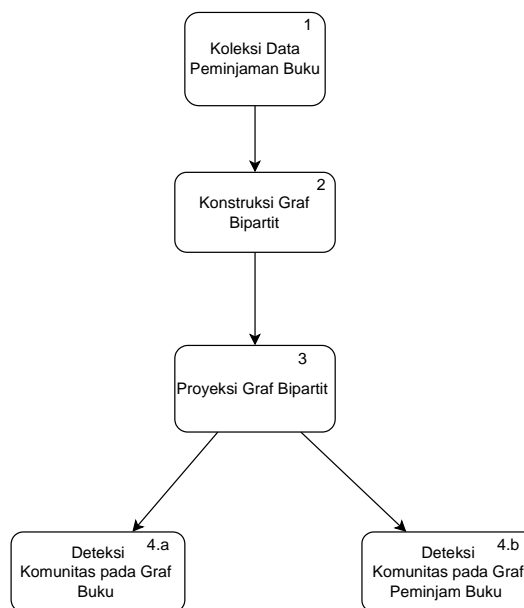 1
Koleksi Data
Peminjaman Buku
2
Konstruksi Graf
Bipartit
3
Proyeksi Graf Bipartit
4.a
Deteksi
Komunitas pada Graf
Buku
4.b
Deteksi
Komunitas pada Graf
Peminjam Buku